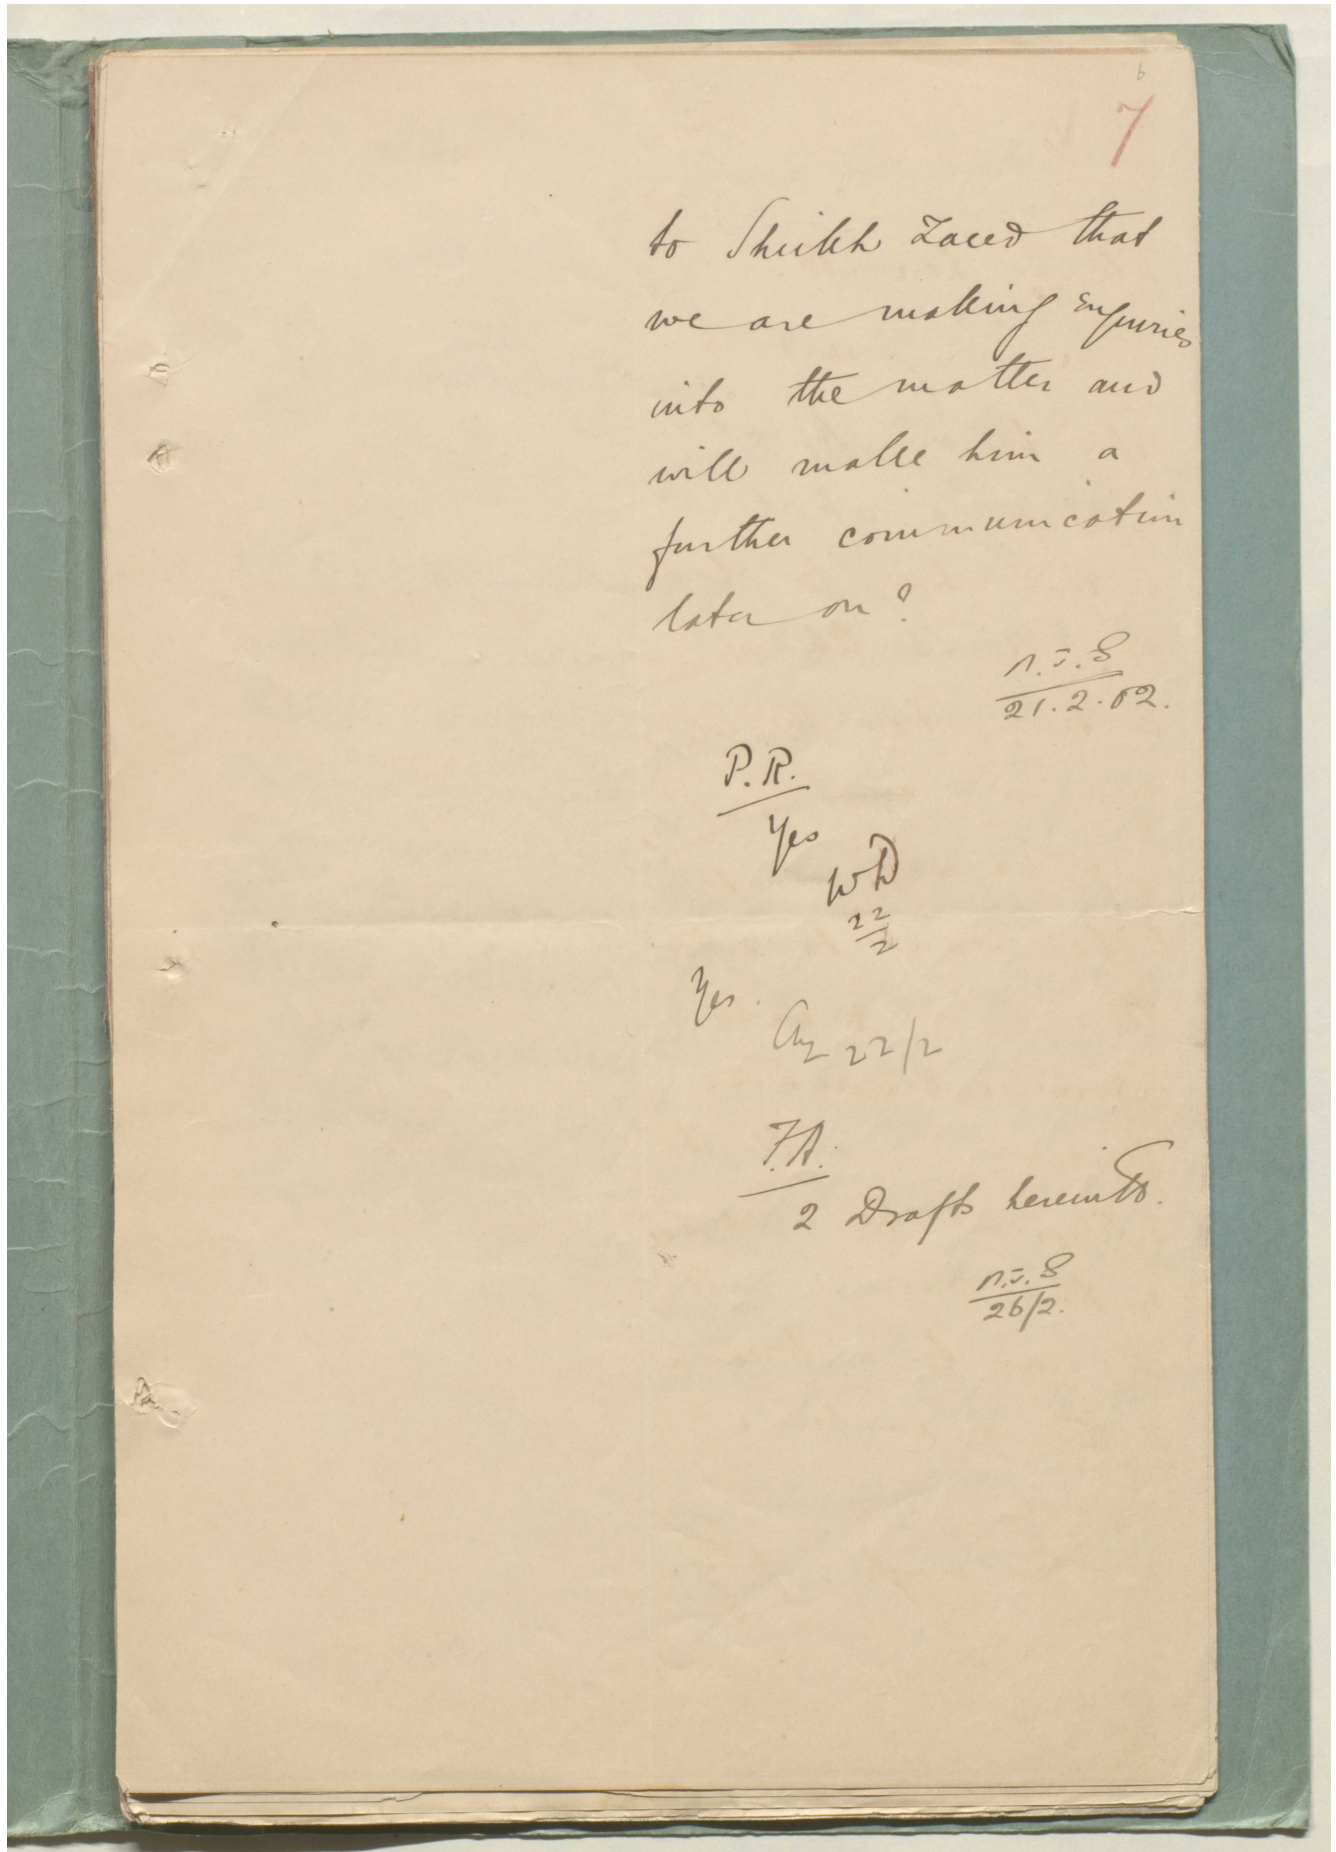 6
7
to Sheikh Zaeed that
we are making enquiries
into the matter and
will make him a
further communication
later on?
21.2.02.
P.R.
Yes
22
2
Yes.
22/2
F.A.
2 Drafts herewith.
26/2.